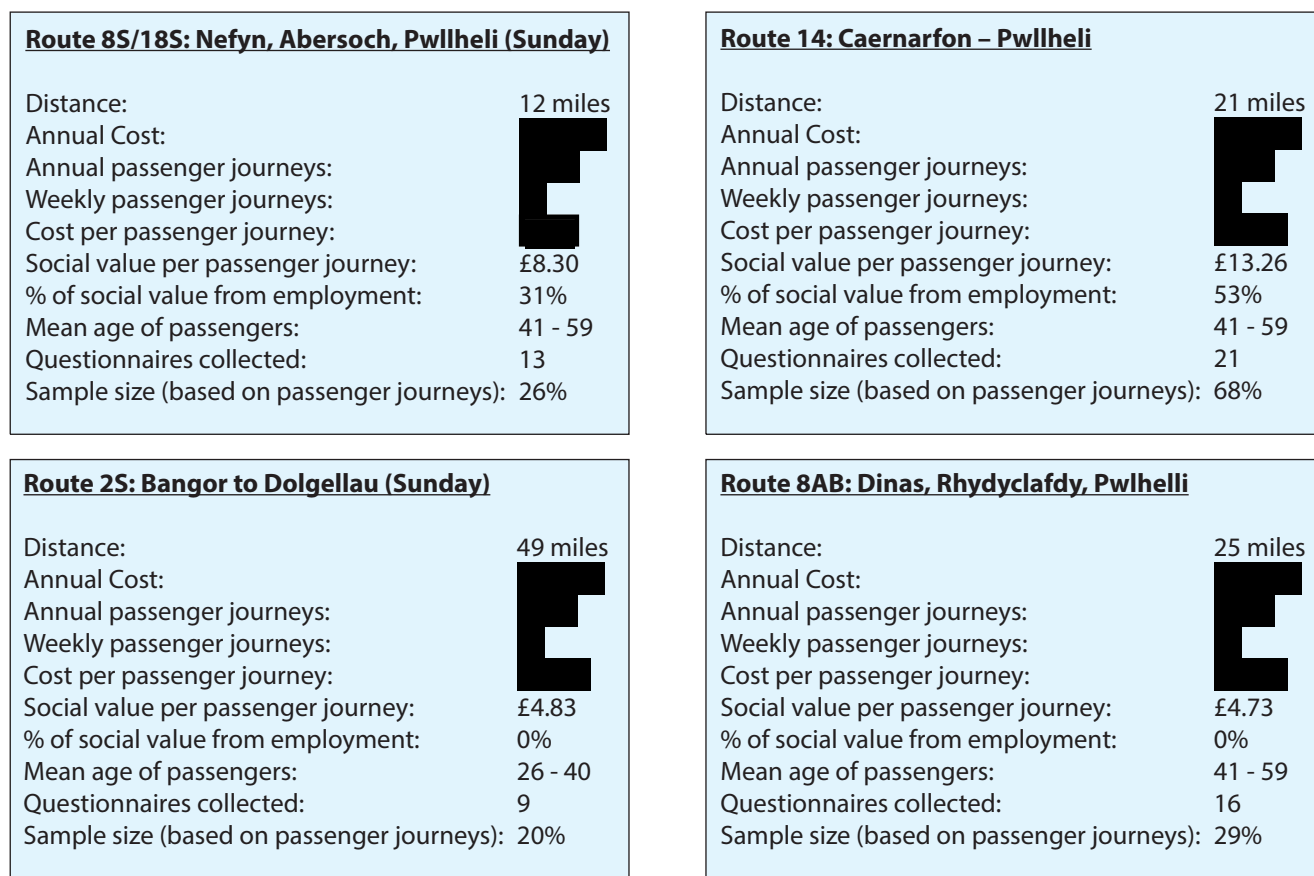 Route 8S/18S: Nefyn, Abersoch, Pwllheli (Sunday)
Distance: 12 miles
Annual Cost:
Annual passenger journeys:
Weekly passenger journeys:
Cost per passenger journey:
Social value per passenger journey: £8.30
% of social value from employment: 31%
Mean age of passengers: 41 - 59
Questionnaires collected: 13
Sample size (based on passenger journeys): 26%
Route 14: Caernarfon – Pwllheli
Distance: 21 miles
Annual Cost:
Annual passenger journeys:
Weekly passenger journeys:
Cost per passenger journey:
Social value per passenger journey: £13.26
% of social value from employment: 53%
Mean age of passengers: 41 - 59
Questionnaires collected: 21
Sample size (based on passenger journeys): 68%
Route 2S: Bangor to Dolgellau (Sunday)
Distance: 49 miles
Annual Cost:
Annual passenger journeys:
Weekly passenger journeys:
Cost per passenger journey:
Social value per passenger journey: £4.83
% of social value from employment: 0%
Mean age of passengers: 26 - 40
Questionnaires collected: 9
Sample size (based on passenger journeys): 20%
Route 8AB: Dinas, Rhydyclafdy, Pwlhelli
Distance: 25 miles
Annual Cost:
Annual passenger journeys:
Weekly passenger journeys:
Cost per passenger journey:
Social value per passenger journey: £4.73
% of social value from employment: 0%
Mean age of passengers: 41 - 59
Questionnaires collected: 16
Sample size (based on passenger journeys): 29%